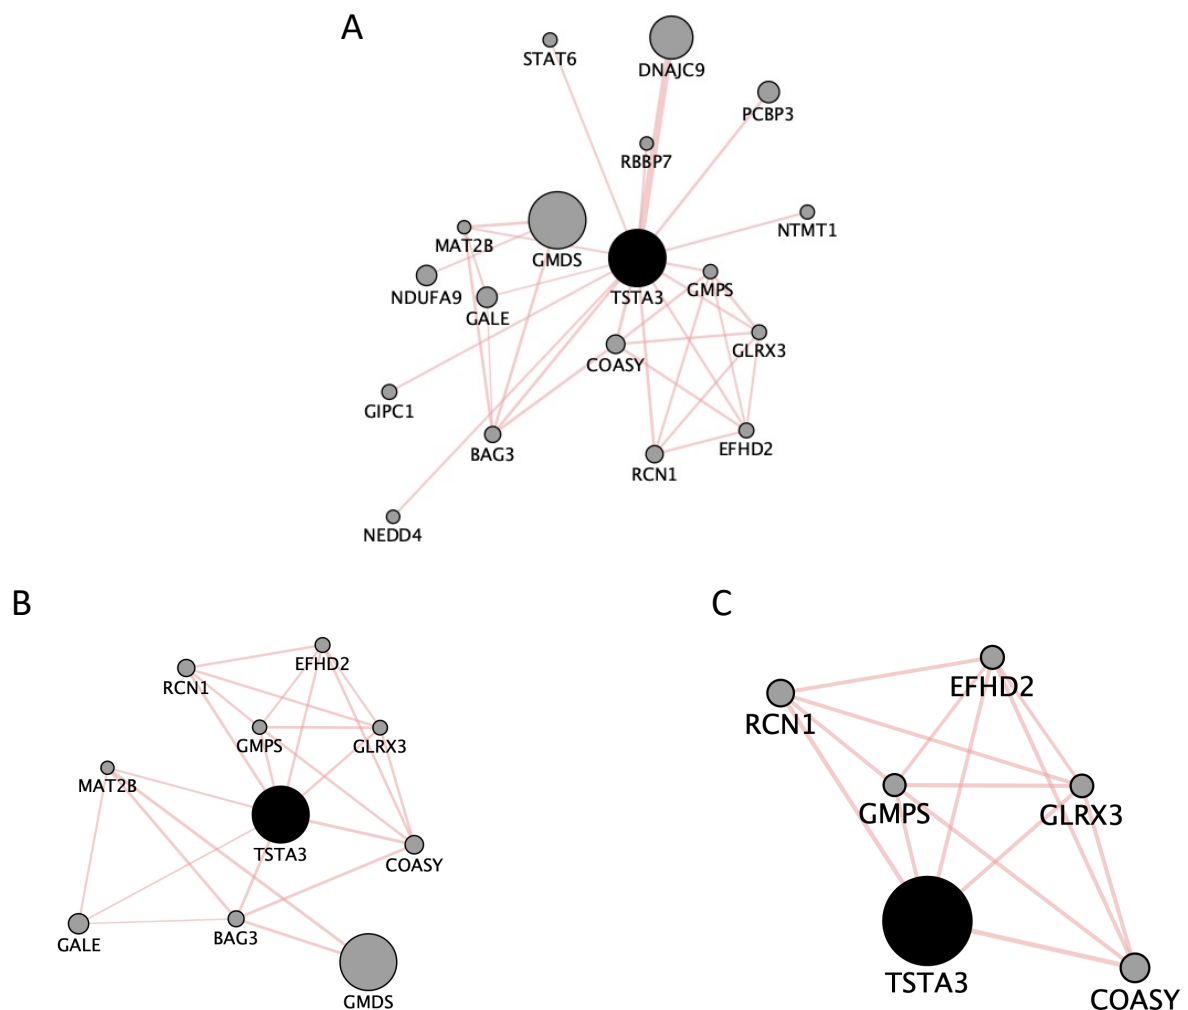 A
STAT6
DNAJC9
PCBP3
RBBP7
NTMT1
MAT2B
GMDS
NDUFA9
GALE
TSTA3
GMPS
GLRX3
COASY
GIPC1
BAG3
RCN1
EFHD2
NEDD4
B
EFHD2
RCN1
GMPS
GLRX3
MAT2B
TSTA3
COASY
GALE
BAG3
GMDS
C
EFHD2
RCN1
GMPS
GLRX3
TSTA3
COASY